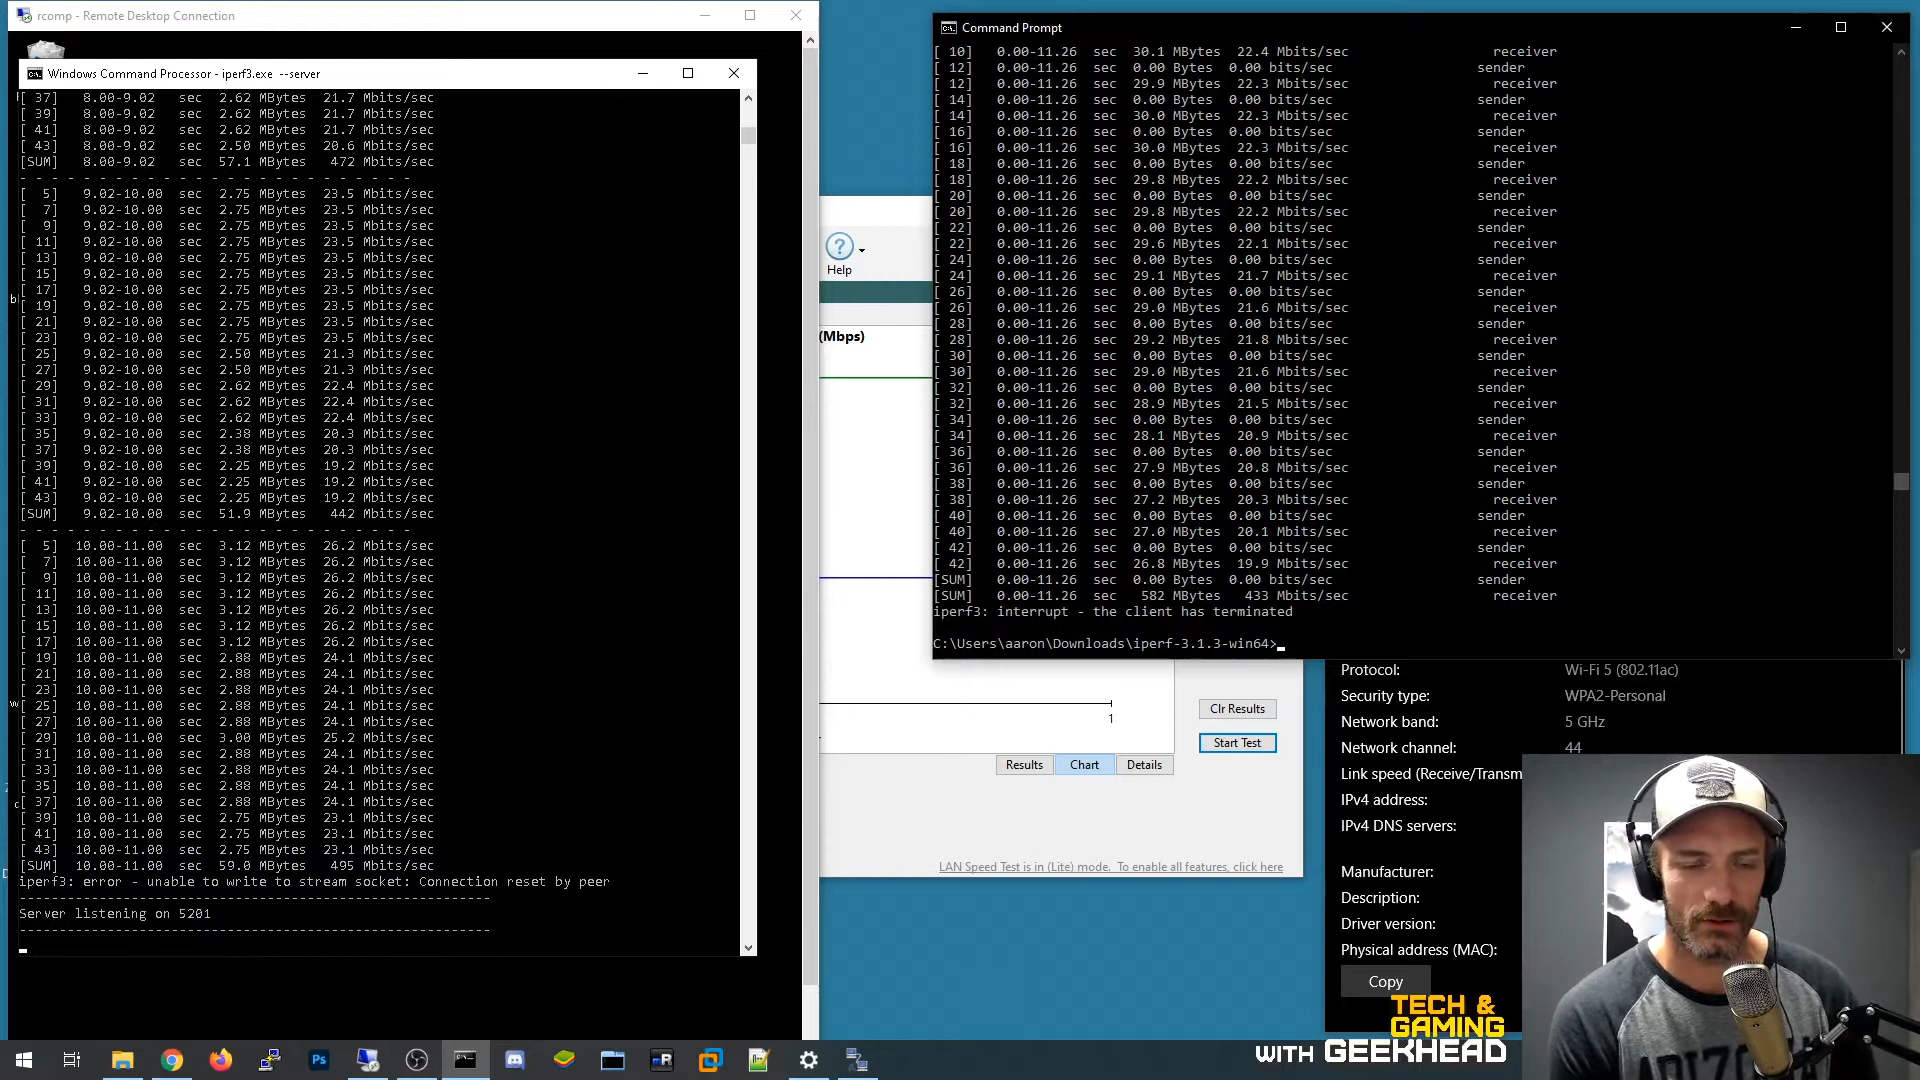 rcomp - Remote Desktop Connection
Windows Command Processor - iperf3.exe --server
[ 37] 8.00-9.02 sec 2.62 MBytes 21.7 Mbits/sec
[ 39] 8.00-9.02 sec 2.62 MBytes 21.7 Mbits/sec
[ 41] 8.00-9.02 sec 2.62 MBytes 21.7 Mbits/sec
[ 43] 8.00-9.02 sec 2.50 MBytes 20.6 Mbits/sec
[SUM] 8.00-9.02 sec 57.1 MBytes 472 Mbits/sec
- - - - - - - - - - - - - - - - - - - - - - - - -
[ 5] 9.02-10.00 sec 2.75 MBytes 23.5 Mbits/sec
[ 7] 9.02-10.00 sec 2.75 MBytes 23.5 Mbits/sec
[ 9] 9.02-10.00 sec 2.75 MBytes 23.5 Mbits/sec
[ 11] 9.02-10.00 sec 2.75 MBytes 23.5 Mbits/sec
[ 13] 9.02-10.00 sec 2.75 MBytes 23.5 Mbits/sec
[ 15] 9.02-10.00 sec 2.75 MBytes 23.5 Mbits/sec
[ 17] 9.02-10.00 sec 2.75 MBytes 23.5 Mbits/sec
[ 19] 9.02-10.00 sec 2.75 MBytes 23.5 Mbits/sec
[ 21] 9.02-10.00 sec 2.75 MBytes 23.5 Mbits/sec
[ 23] 9.02-10.00 sec 2.75 MBytes 23.5 Mbits/sec
[ 25] 9.02-10.00 sec 2.50 MBytes 21.3 Mbits/sec
[ 27] 9.02-10.00 sec 2.50 MBytes 21.3 Mbits/sec
[ 29] 9.02-10.00 sec 2.62 MBytes 22.4 Mbits/sec
[ 31] 9.02-10.00 sec 2.62 MBytes 22.4 Mbits/sec
[ 33] 9.02-10.00 sec 2.62 MBytes 22.4 Mbits/sec
[ 35] 9.02-10.00 sec 2.38 MBytes 20.3 Mbits/sec
[ 37] 9.02-10.00 sec 2.38 MBytes 20.3 Mbits/sec
[ 39] 9.02-10.00 sec 2.25 MBytes 19.2 Mbits/sec
[ 41] 9.02-10.00 sec 2.25 MBytes 19.2 Mbits/sec
[ 43] 9.02-10.00 sec 2.25 MBytes 19.2 Mbits/sec
[SUM] 9.02-10.00 sec 51.9 MBytes 442 Mbits/sec
- - - - - - - - - - - - - - - - - - - - - - - - -
[ 5] 10.00-11.00 sec 3.12 MBytes 26.2 Mbits/sec
[ 7] 10.00-11.00 sec 3.12 MBytes 26.2 Mbits/sec
[ 9] 10.00-11.00 sec 3.12 MBytes 26.2 Mbits/sec
[ 11] 10.00-11.00 sec 3.12 MBytes 26.2 Mbits/sec
[ 13] 10.00-11.00 sec 3.12 MBytes 26.2 Mbits/sec
[ 15] 10.00-11.00 sec 3.12 MBytes 26.2 Mbits/sec
[ 17] 10.00-11.00 sec 3.12 MBytes 26.2 Mbits/sec
[ 19] 10.00-11.00 sec 2.88 MBytes 24.1 Mbits/sec
[ 21] 10.00-11.00 sec 2.88 MBytes 24.1 Mbits/sec
[ 23] 10.00-11.00 sec 2.88 MBytes 24.1 Mbits/sec
[ 25] 10.00-11.00 sec 2.88 MBytes 24.1 Mbits/sec
[ 27] 10.00-11.00 sec 2.88 MBytes 24.1 Mbits/sec
[ 29] 10.00-11.00 sec 3.00 MBytes 25.2 Mbits/sec
[ 31] 10.00-11.00 sec 2.88 MBytes 24.1 Mbits/sec
[ 33] 10.00-11.00 sec 2.88 MBytes 24.1 Mbits/sec
[ 35] 10.00-11.00 sec 2.88 MBytes 24.1 Mbits/sec
[ 37] 10.00-11.00 sec 2.88 MBytes 24.1 Mbits/sec
[ 39] 10.00-11.00 sec 2.75 MBytes 23.1 Mbits/sec
[ 41] 10.00-11.00 sec 2.75 MBytes 23.1 Mbits/sec
[ 43] 10.00-11.00 sec 2.75 MBytes 23.1 Mbits/sec
[SUM] 10.00-11.00 sec 59.0 MBytes 495 Mbits/sec
iperf3: error - unable to write to stream socket: Connection reset by peer
-----------------------------------------------------------
Server listening on 5201
-----------------------------------------------------------
Help
(Mbps)
1
Clr Results
Start Test
Results Chart Details
LAN Speed Test is in (Lite) mode. To enable all features, click here
Command Prompt
[ 10] 0.00-11.26 sec 30.1 MBytes 22.4 Mbits/sec receiver
[ 12] 0.00-11.26 sec 0.00 Bytes 0.00 bits/sec sender
[ 12] 0.00-11.26 sec 29.9 MBytes 22.3 Mbits/sec receiver
[ 14] 0.00-11.26 sec 0.00 Bytes 0.00 bits/sec sender
[ 14] 0.00-11.26 sec 30.0 MBytes 22.3 Mbits/sec receiver
[ 16] 0.00-11.26 sec 0.00 Bytes 0.00 bits/sec sender
[ 16] 0.00-11.26 sec 30.0 MBytes 22.3 Mbits/sec receiver
[ 18] 0.00-11.26 sec 0.00 Bytes 0.00 bits/sec sender
[ 18] 0.00-11.26 sec 29.8 MBytes 22.2 Mbits/sec receiver
[ 20] 0.00-11.26 sec 0.00 Bytes 0.00 bits/sec sender
[ 20] 0.00-11.26 sec 29.8 MBytes 22.2 Mbits/sec receiver
[ 22] 0.00-11.26 sec 0.00 Bytes 0.00 bits/sec sender
[ 22] 0.00-11.26 sec 29.6 MBytes 22.1 Mbits/sec receiver
[ 24] 0.00-11.26 sec 0.00 Bytes 0.00 bits/sec sender
[ 24] 0.00-11.26 sec 29.1 MBytes 21.7 Mbits/sec receiver
[ 26] 0.00-11.26 sec 0.00 Bytes 0.00 bits/sec sender
[ 26] 0.00-11.26 sec 29.0 MBytes 21.6 Mbits/sec receiver
[ 28] 0.00-11.26 sec 0.00 Bytes 0.00 bits/sec sender
[ 28] 0.00-11.26 sec 29.2 MBytes 21.8 Mbits/sec receiver
[ 30] 0.00-11.26 sec 0.00 Bytes 0.00 bits/sec sender
[ 30] 0.00-11.26 sec 29.0 MBytes 21.6 Mbits/sec receiver
[ 32] 0.00-11.26 sec 0.00 Bytes 0.00 bits/sec sender
[ 32] 0.00-11.26 sec 28.9 MBytes 21.5 Mbits/sec receiver
[ 34] 0.00-11.26 sec 0.00 Bytes 0.00 bits/sec sender
[ 34] 0.00-11.26 sec 28.1 MBytes 20.9 Mbits/sec receiver
[ 36] 0.00-11.26 sec 0.00 Bytes 0.00 bits/sec sender
[ 36] 0.00-11.26 sec 27.9 MBytes 20.8 Mbits/sec receiver
[ 38] 0.00-11.26 sec 0.00 Bytes 0.00 bits/sec sender
[ 38] 0.00-11.26 sec 27.2 MBytes 20.3 Mbits/sec receiver
[ 40] 0.00-11.26 sec 0.00 Bytes 0.00 bits/sec sender
[ 40] 0.00-11.26 sec 27.0 MBytes 20.1 Mbits/sec receiver
[ 42] 0.00-11.26 sec 0.00 Bytes 0.00 bits/sec sender
[ 42] 0.00-11.26 sec 26.8 MBytes 19.9 Mbits/sec receiver
[SUM] 0.00-11.26 sec 0.00 Bytes 0.00 bits/sec sender
[SUM] 0.00-11.26 sec 582 MBytes 433 Mbits/sec receiver
iperf3: interrupt - the client has terminated
C:\Users\aaron\Downloads\iperf-3.1.3-win64>
Protocol: Wi-Fi 5 (802.11ac)
Security type: WPA2-Personal
Network band: 5 GHz
Network channel: 44
Link speed (Receive/Transm
IPv4 address:
IPv4 DNS servers:
Manufacturer:
Description:
Driver version:
Physical address (MAC):
Copy
TECH &
GAMING
WITH GEEKHEAD